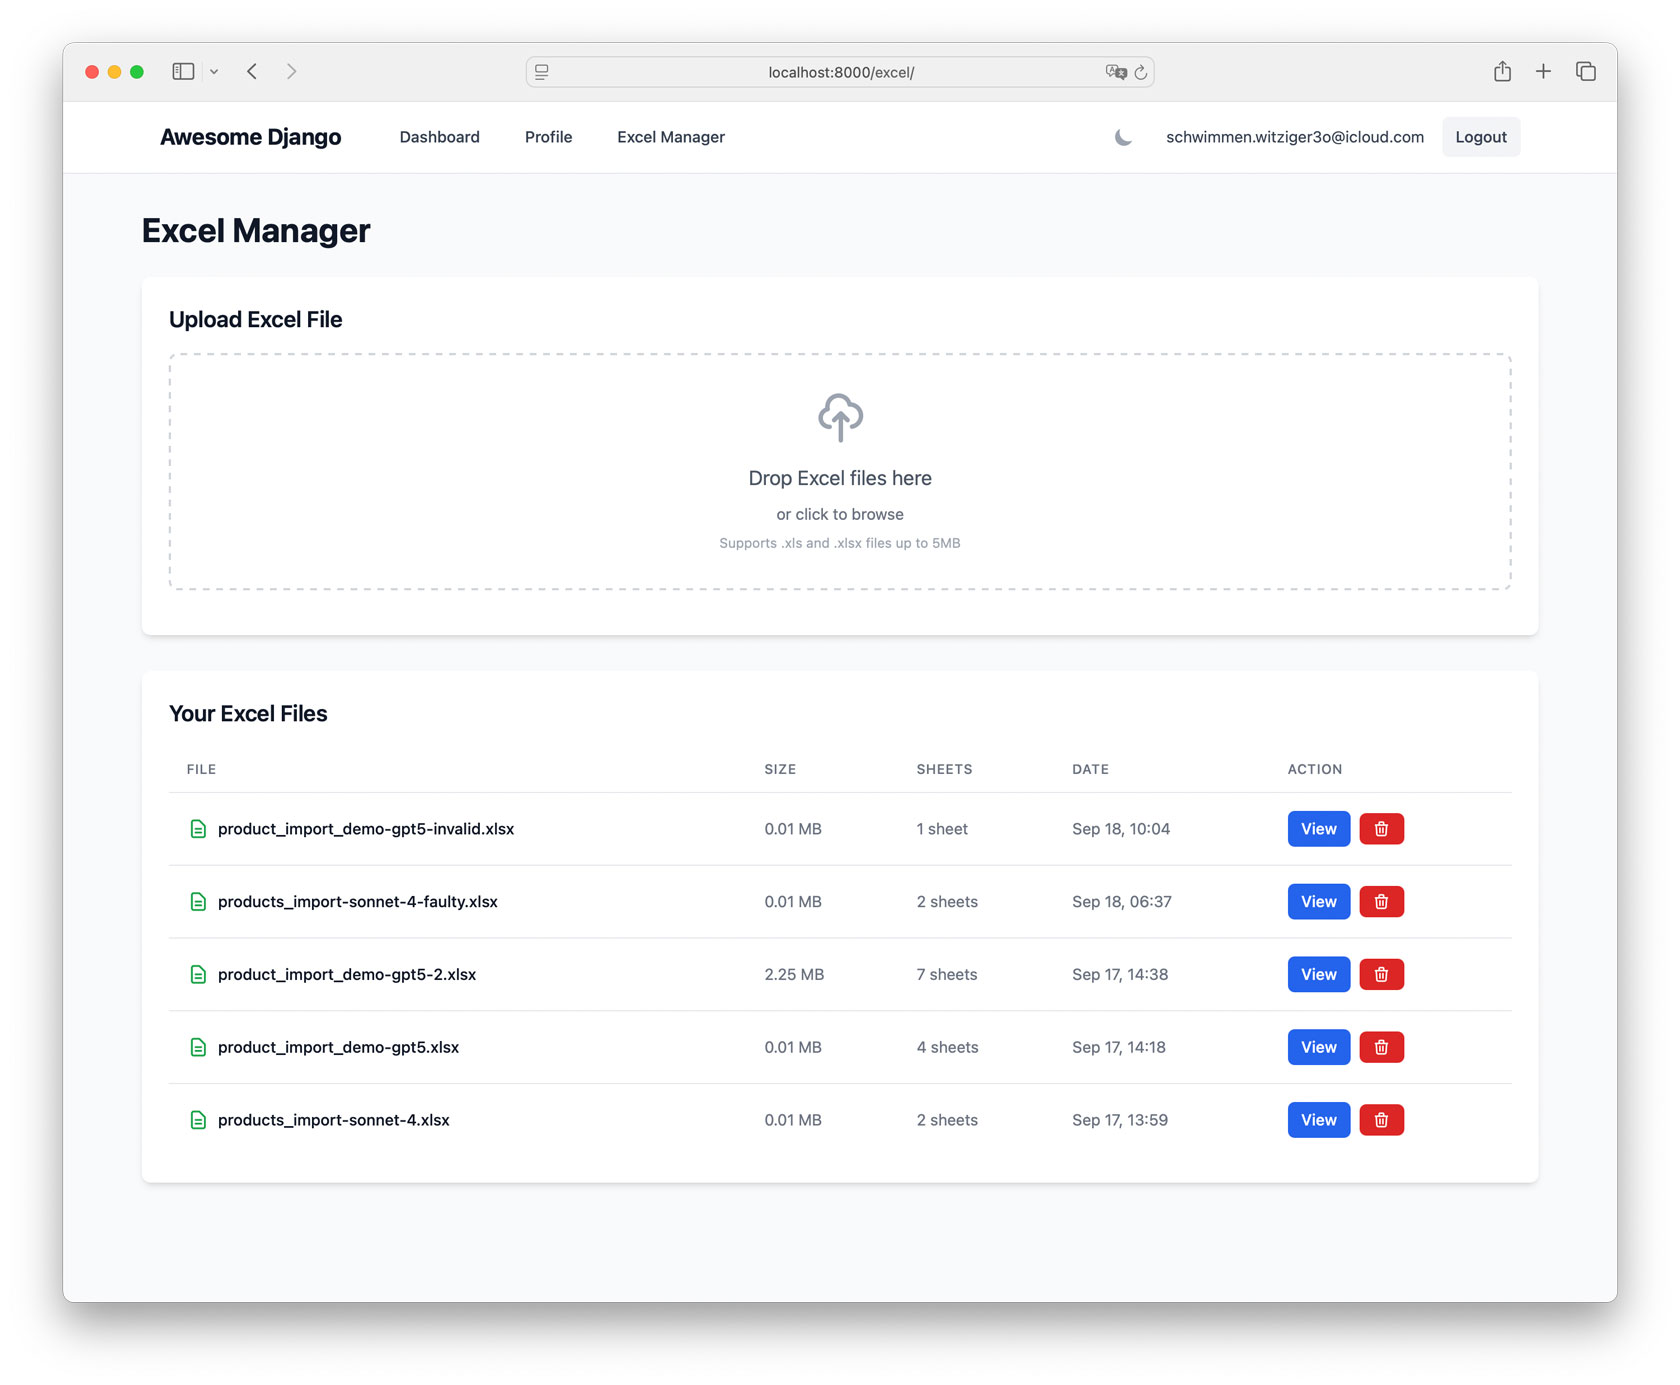 localhost:8000/excel/
Awesome Django Dashboard Profile Excel Manager schwimmen.witziger3o@icloud.com Logout
Excel Manager
Upload Excel File
Drop Excel files here
or click to browse
Supports .xls and .xlsx files up to 5MB
Your Excel Files
FILE SIZE SHEETS DATE ACTION
product_import_demo-gpt5-invalid.xlsx 0.01 MB 1 sheet Sep 18, 10:04 View
products_import-sonnet-4-faulty.xlsx 0.01 MB 2 sheets Sep 18, 06:37 View
product_import_demo-gpt5-2.xlsx 2.25 MB 7 sheets Sep 17, 14:38 View
product_import_demo-gpt5.xlsx 0.01 MB 4 sheets Sep 17, 14:18 View
products_import-sonnet-4.xlsx 0.01 MB 2 sheets Sep 17, 13:59 View